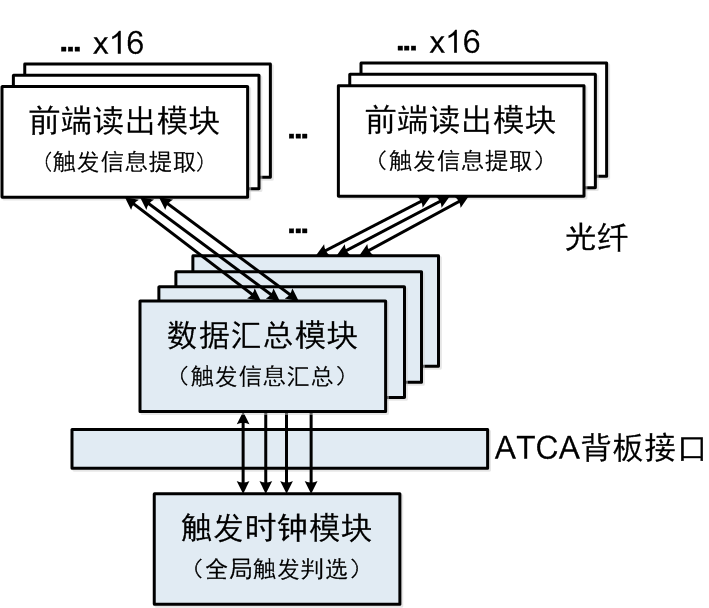 ... x16
... x16
前端读出模块
(触发信息提取)
...
前端读出模块
（触发信息提取）
...
光纤
数据汇总模块
（触发信息汇总）
ATCA背板接口
触发时钟模块
（全局触发判选）